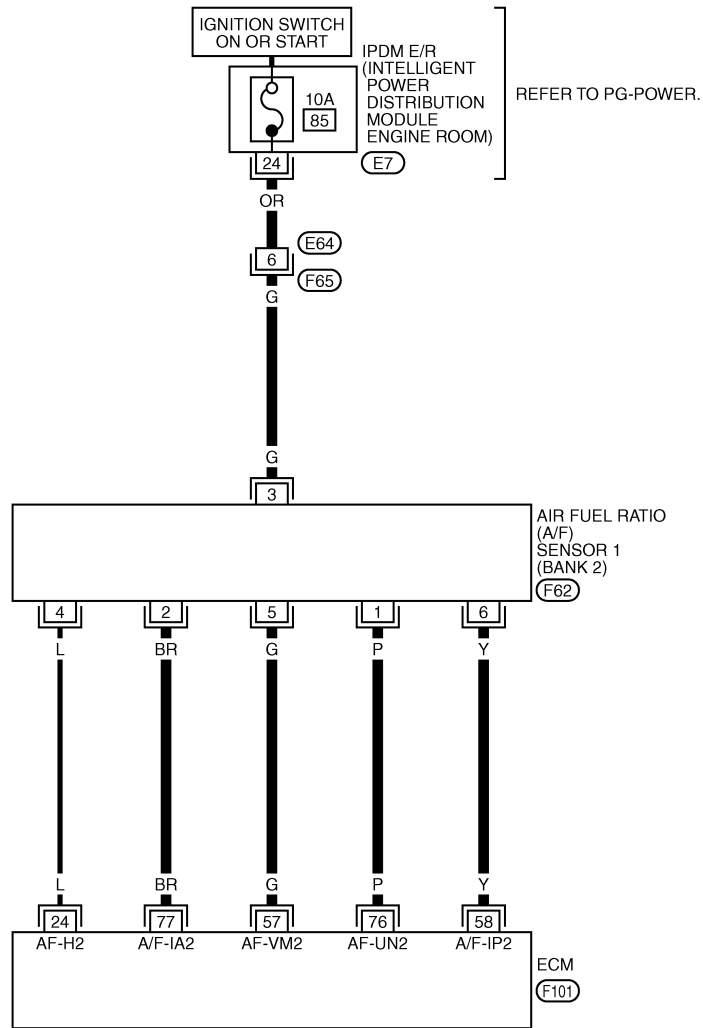 IGNITION SWITCH
ON OR START
IPDM E/R
(INTELLIGENT
POWER
DISTRIBUTION
MODULE
ENGINE ROOM)
REFER TO PG-POWER.
10A
85
24
E7
OR
E64
6
F65
G
G
3
AIR FUEL RATIO
(A/F)
SENSOR 1
(BANK 2)
F62
4 2 5 1 6
L BR G P Y
L BR G P Y
24 77 57 76 58
AF-H2 A/F-IA2 AF-VM2 AF-UN2 A/F-IP2
ECM
F101